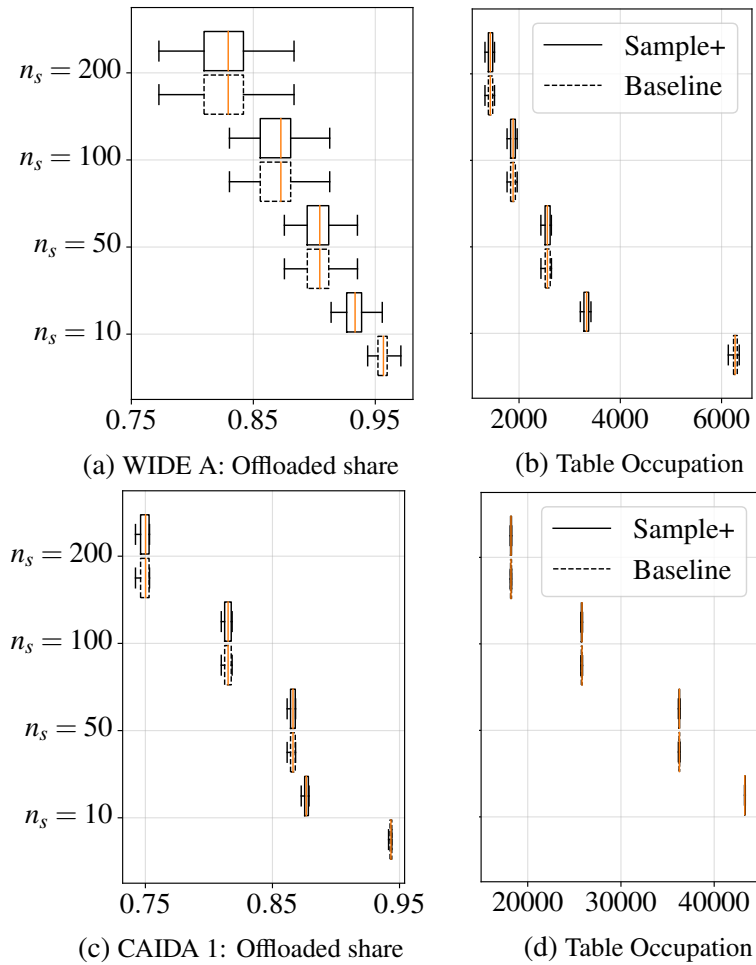 n_s = 200
n_s = 100
n_s = 50
n_s = 10
0.75 0.85 0.95
(a) WIDE A: Offloaded share
Sample+
Baseline
2000 4000 6000
(b) Table Occupation
n_s = 200
n_s = 100
n_s = 50
n_s = 10
0.75 0.85 0.95
(c) CAIDA 1: Offloaded share
Sample+
Baseline
20000 30000 40000
(d) Table Occupation